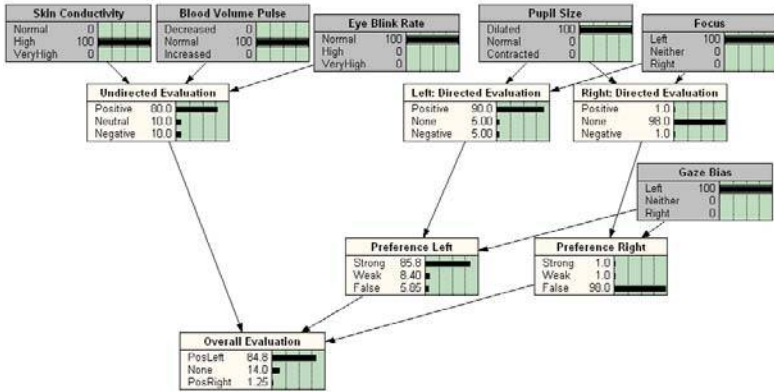 Skin Conductivity
Normal 0
High 100
VeryHigh 0
Blood Volume Pulse
Decreased 0
Normal 100
Increased 0
Eye Blink Rate
Normal 100
High 0
VeryHigh 0
Pupil Size
Dilated 100
Normal 0
Contracted 0
Focus
Left 100
Neither 0
Right 0
Undirected Evaluation
Positive 80.0
Neutral 10.0
Negative 10.0
Left: Directed Evaluation
Positive 90.0
None 5.00
Negative 5.00
Right: Directed Evaluation
Positive 1.0
None 98.0
Negative 1.0
Gaze Bias
Left 100
Neither 0
Right 0
Preference Left
Strong 85.8
Weak 8.40
False 5.85
Preference Right
Strong 1.0
Weak 1.0
False 98.0
Overall Evaluation
PosLeft 84.8
None 14.0
PosRight 1.25